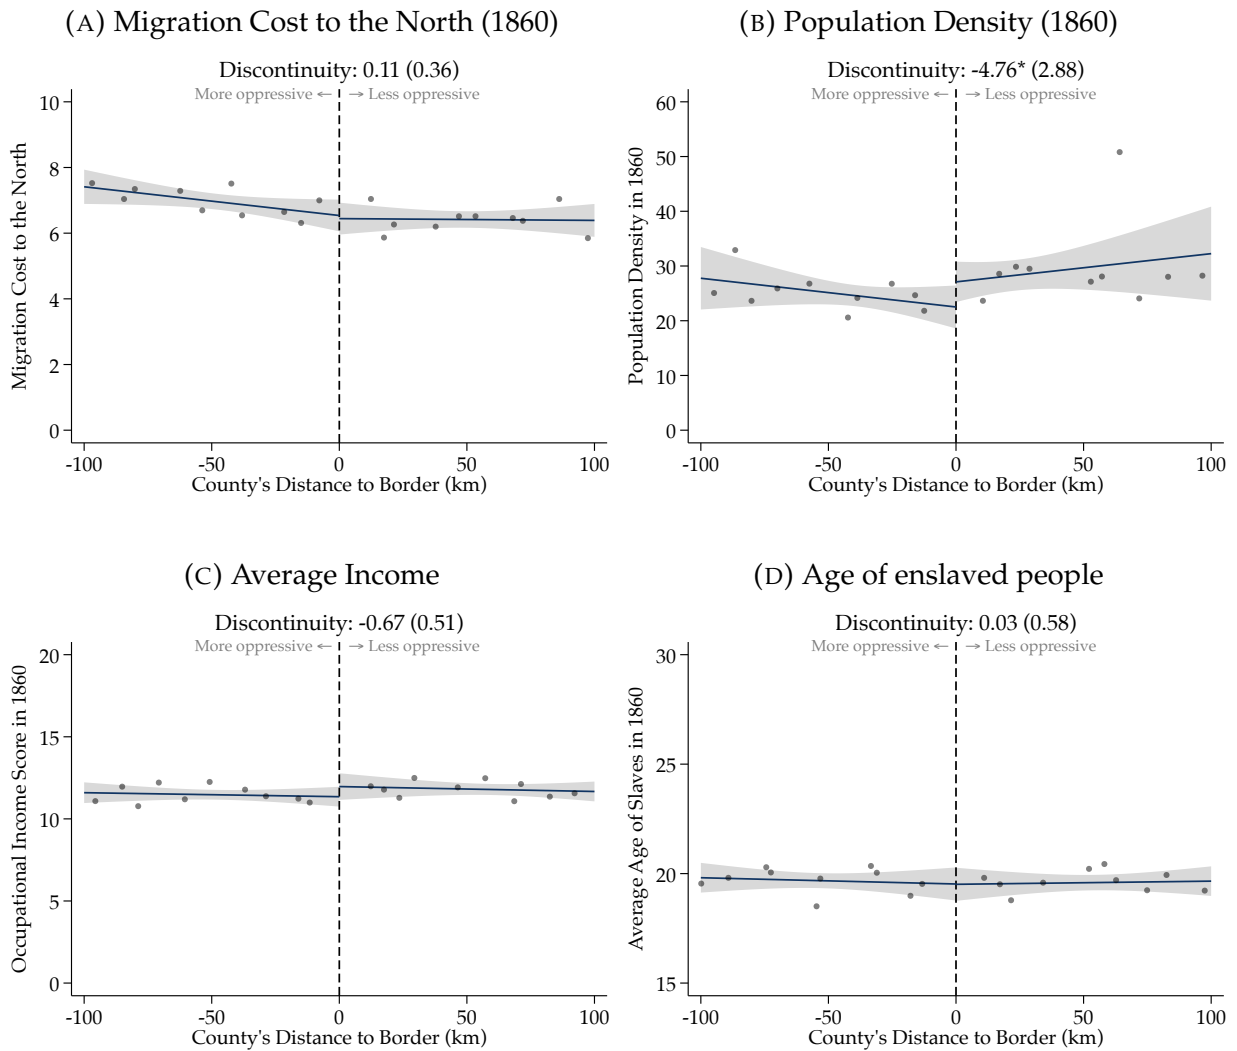 (A) Migration Cost to the North (1860)
Discontinuity: 0.11 (0.36)
More oppressive ← → Less oppressive
Migration Cost to the North
10
8
6
4
2
0
-100 -50 0 50 100
County's Distance to Border (km)
(B) Population Density (1860)
Discontinuity: -4.76* (2.88)
More oppressive ← → Less oppressive
Population Density in 1860
60
50
40
30
20
10
0
-100 -50 0 50 100
County's Distance to Border (km)
(C) Average Income
Discontinuity: -0.67 (0.51)
More oppressive ← → Less oppressive
Occupational Income Score in 1860
20
15
10
5
0
-100 -50 0 50 100
County's Distance to Border (km)
(D) Age of enslaved people
Discontinuity: 0.03 (0.58)
More oppressive ← → Less oppressive
Average Age of Slaves in 1860
30
25
20
15
-100 -50 0 50 100
County's Distance to Border (km)